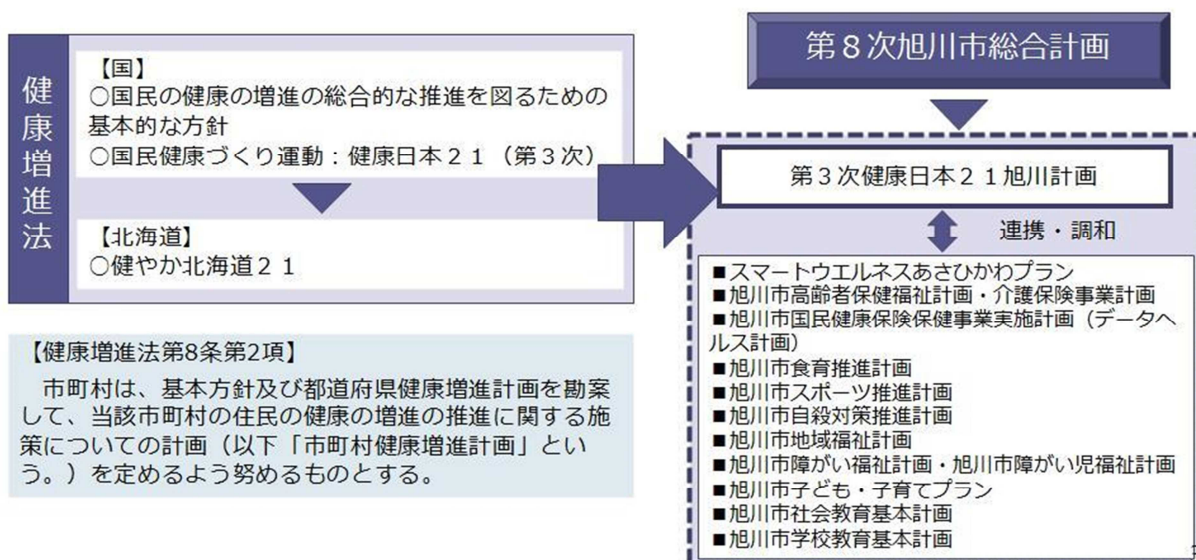 健康増進法
【国】
○国民の健康の増進の総合的な推進を図るための
基本的な方針
○国民健康づくり運動：健康日本２１（第３次）
【北海道】
○健やか北海道２１
【健康増進法第8条第2項】
　市町村は、基本方針及び都道府県健康増進計画を勘案
して、当該市町村の住民の健康の増進の推進に関する施
策についての計画（以下「市町村健康増進計画」とい
う。）を定めるよう努めるものとする。
第８次旭川市総合計画
第３次健康日本２１旭川計画
連携・調和
■スマートウエルネスあさひかわプラン
■旭川市高齢者保健福祉計画・介護保険事業計画
■旭川市国民健康保険保健事業実施計画（データヘ
ルス計画）
■旭川市食育推進計画
■旭川市スポーツ推進計画
■旭川市自殺対策推進計画
■旭川市地域福祉計画
■旭川市障がい福祉計画・旭川市障がい児福祉計画
■旭川市子ども・子育てプラン
■旭川市社会教育基本計画
■旭川市学校教育基本計画